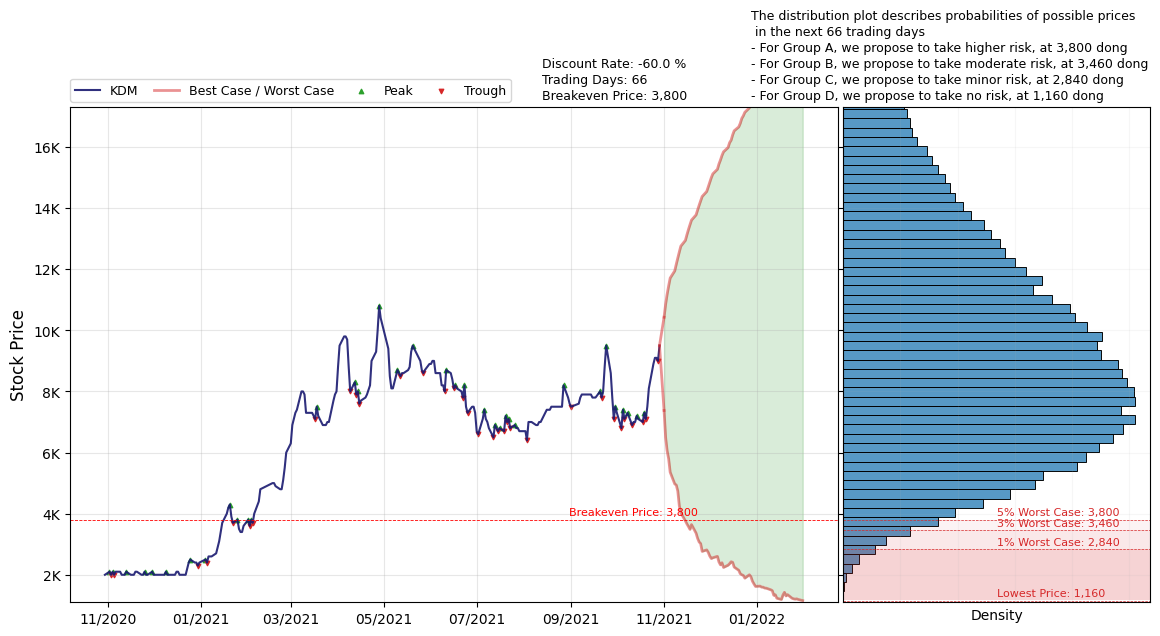 The distribution plot describes probabilities of possible prices
in the next 66 trading days
- For Group A, we propose to take higher risk, at 3,800 dong
- For Group B, we propose to take moderate risk, at 3,460 dong
- For Group C, we propose to take minor risk, at 2,840 dong
- For Group D, we propose to take no risk, at 1,160 dong
Discount Rate: -60.0 %
Trading Days: 66
Breakeven Price: 3,800
KDM
Best Case / Worst Case
Peak
Trough
Stock Price
16K
14K
12K
10K
8K
6K
4K
2K
Breakeven Price: 3,800
5% Worst Case: 3,800
3% Worst Case: 3,460
1% Worst Case: 2,840
Lowest Price: 1,160
11/2020
01/2021
03/2021
05/2021
07/2021
09/2021
11/2021
01/2022
Density